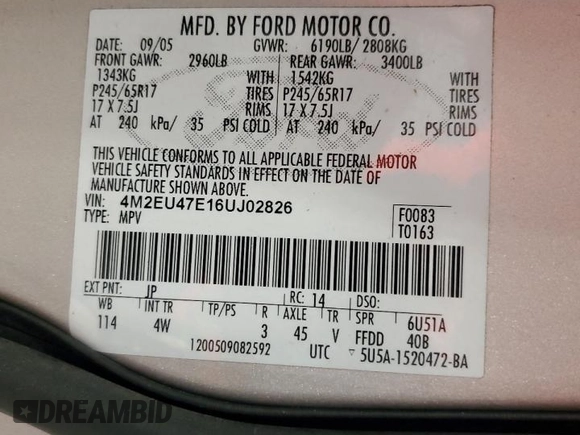 MFD. BY FORD MOTOR CO.
DATE: 09/05 GVWR: 6190LB/ 2808KG
FRONT GAWR: 2960LB REAR GAWR: 3400LB
1343KG WITH 1542KG WITH
P245/65R17 TIRES P245/65R17 TIRES
17 X 7.5J RIMS 17 X 7.5J RIMS
AT 240 kPa/ 35 PSI COLD AT 240 kPa/ 35 PSI COLD
THIS VEHICLE CONFORMS TO ALL APPLICABLE FEDERAL MOTOR
VEHICLE SAFETY STANDARDS IN EFFECT ON THE DATE OF
MANUFACTURE SHOWN ABOVE.
VIN: 4M2EU47E16UJ02826 F0083
TYPE: MPV T0163
EXT PNT: JP RC: 14 DSO:
WB INT TR TP/PS R AXLE TR SPR 6U51A
114 4W 3 45 V FFDD 40B
1200509082592 UTC 5U5A-1520472-BA
DREAMBID